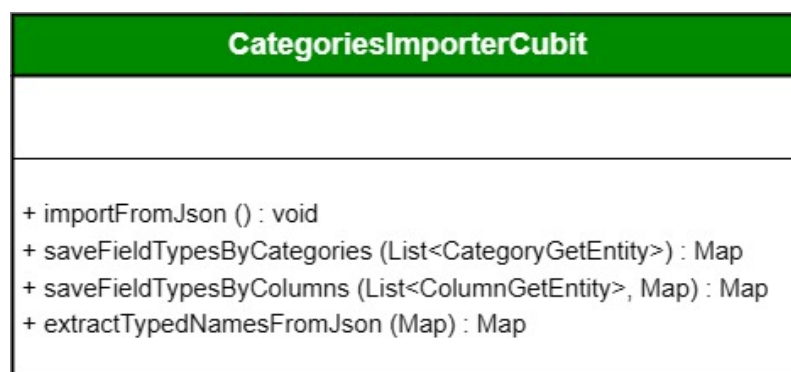 CategoriesImporterCubit
+ importFromJson () : void
+ saveFieldTypesByCategories (List<CategoryGetEntity>) : Map
+ saveFieldTypesByColumns (List<ColumnGetEntity>, Map) : Map
+ extractTypedNamesFromJson (Map) : Map